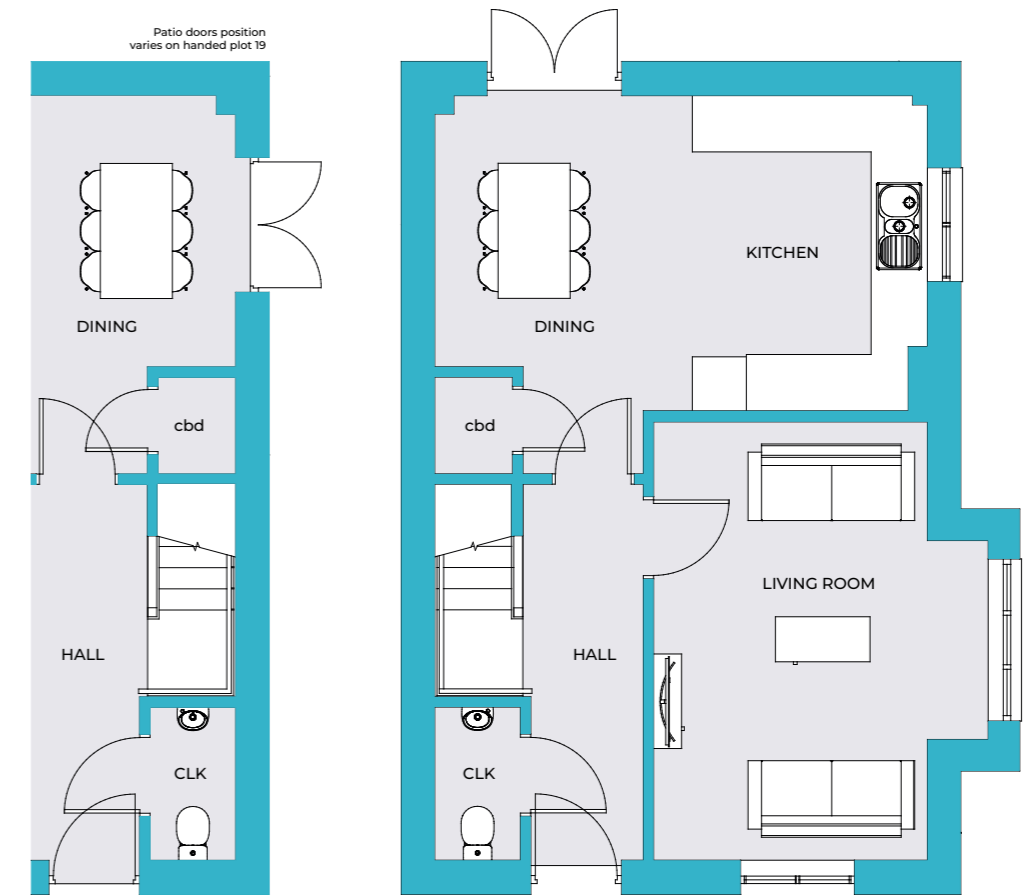 Patio doors position
varies on handed plot 19
DINING
cbd
HALL
CLK
KITCHEN
DINING
cbd
LIVING ROOM
HALL
CLK